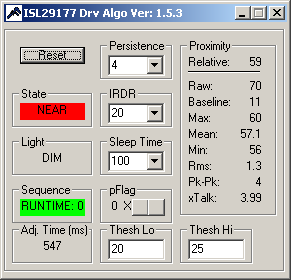 ISL29177 Drv Algo Ver: 1.5.3
Reset
Persistence
4
Proximity
Relative: 59
Raw: 70
Baseline: 11
Max: 60
Mean: 57.1
Min: 56
Rms: 1.3
Pk-Pk: 4
xTalk: 3.99
State
NEAR
IRDR
20
Light
DIM
Sleep Time
100
Sequence
RUNTIME: 0
pFlag
0 X
Adj. Time (ms)
547
Thesh Lo
20
Thesh Hi
25